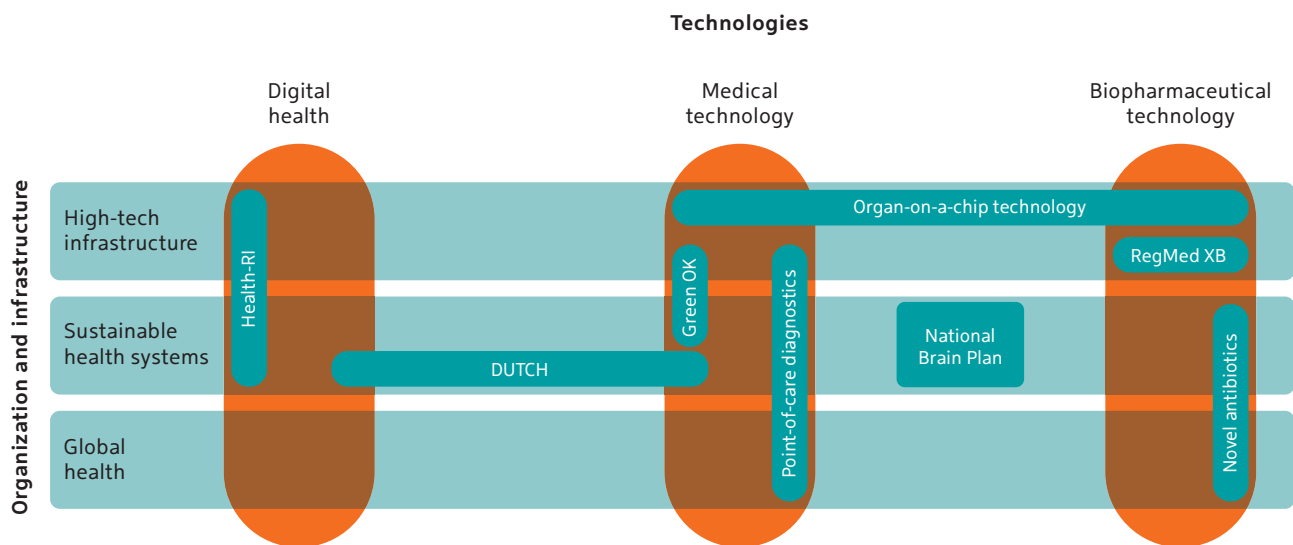 Technologies
Digital
health
Medical
technology
Biopharmaceutical
technology
Organization and infrastructure
High-tech
infrastructure
Organ-on-a-chip technology
RegMed XB
Health-RI
Green OK
Point-of-care diagnostics
Sustainable
health systems
National
Brain Plan
DUTCH
Novel antibiotics
Global
health